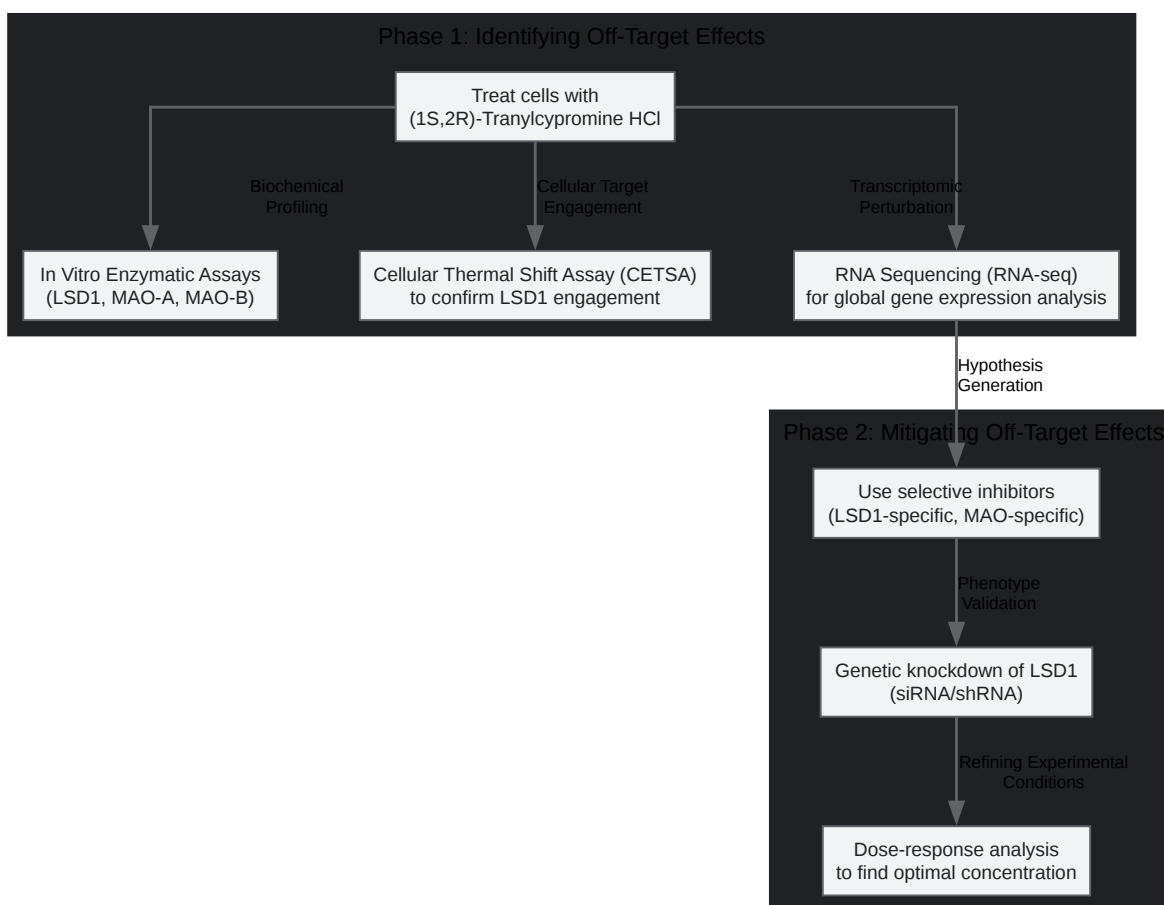 Phase 1: Identifying Off-Target Effects
Treat cells with
(1S,2R)-Tranylcypromine HCl
Biochemical
Profiling
Cellular Target
Engagement
Transcriptomic
Perturbation
In Vitro Enzymatic Assays
(LSD1, MAO-A, MAO-B)
Cellular Thermal Shift Assay (CETSA)
to confirm LSD1 engagement
RNA Sequencing (RNA-seq)
for global gene expression analysis
Hypothesis
Generation
Phase 2: Mitigating Off-Target Effects
Use selective inhibitors
(LSD1-specific, MAO-specific)
Phenotype
Validation
Genetic knockdown of LSD1
(siRNA/shRNA)
Refining Experimental
Conditions
Dose-response analysis
to find optimal concentration